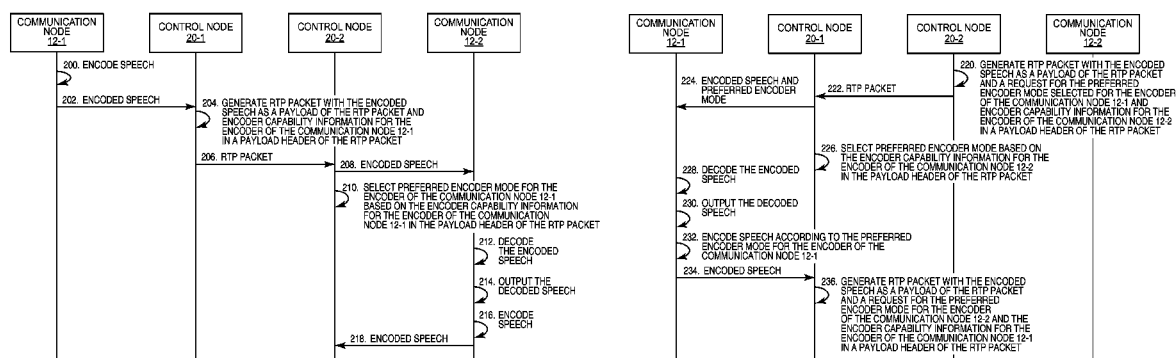 COMMUNICATION
NODE
12-1
CONTROL NODE
20-1
CONTROL NODE
20-2
COMMUNICATION
NODE
12-2
200. ENCODE SPEECH
202. ENCODED SPEECH
204. GENERATE RTP PACKET WITH THE ENCODED
SPEECH AS A PAYLOAD OF THE RTP PACKET AND
ENCODER CAPABILITY INFORMATION FOR THE
ENCODER OF THE COMMUNICATION NODE 12-1
IN A PAYLOAD HEADER OF THE RTP PACKET
206. RTP PACKET
208. ENCODED SPEECH
210. SELECT PREFERRED ENCODER MODE FOR THE
ENCODER OF THE COMMUNICATION NODE 12-1
BASED ON THE ENCODER CAPABILITY INFORMATION
FOR THE ENCODER OF THE COMMUNICATION
NODE 12-1 IN THE PAYLOAD HEADER OF THE RTP PACKET
212. DECODE
THE ENCODED
SPEECH
214. OUTPUT THE
DECODED SPEECH
216. ENCODE
SPEECH
218. ENCODED SPEECH
COMMUNICATION
NODE
12-1
CONTROL NODE
20-1
CONTROL NODE
20-2
COMMUNICATION
NODE
12-2
220. GENERATE RTP PACKET WITH THE ENCODED
SPEECH AS A PAYLOAD OF THE RTP PACKET
AND A REQUEST FOR THE PREFERRED
ENCODER MODE SELECTED FOR THE ENCODER
OF THE COMMUNICATION NODE 12-1 AND
ENCODER CAPABILITY INFORMATION FOR THE
ENCODER OF THE COMMUNICATION NODE 12-2
IN A PAYLOAD HEADER OF THE RTP PACKET
222. RTP PACKET
224. ENCODED SPEECH AND
PREFERRED ENCODER
MODE
226. SELECT PREFERRED ENCODER MODE BASED ON
THE ENCODER CAPABILITY INFORMATION FOR THE
ENCODER OF THE COMMUNICATION NODE 12-2
IN THE PAYLOAD HEADER OF THE RTP PACKET
228. DECODE THE ENCODED
SPEECH
230. OUTPUT THE DECODED
SPEECH
232. ENCODE SPEECH ACCORDING TO THE PREFERRED
ENCODER MODE FOR THE ENCODER OF THE
COMMUNICATION NODE 12-1
234. ENCODED SPEECH
236. GENERATE RTP PACKET WITH THE ENCODED
SPEECH AS A PAYLOAD OF THE RTP PACKET
AND A REQUEST FOR THE PREFERRED
ENCODER MODE FOR THE ENCODER
OF THE COMMUNICATION NODE 12-2 AND THE
ENCODER CAPABILITY INFORMATION FOR THE
ENCODER OF THE COMMUNICATION NODE 12-1
IN A PAYLOAD HEADER OF THE RTP PACKET